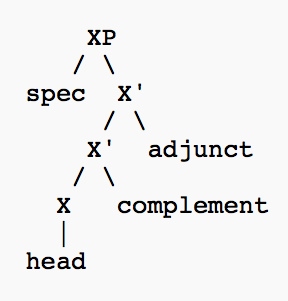 XP
spec X'
X' adjunct
X complement
head